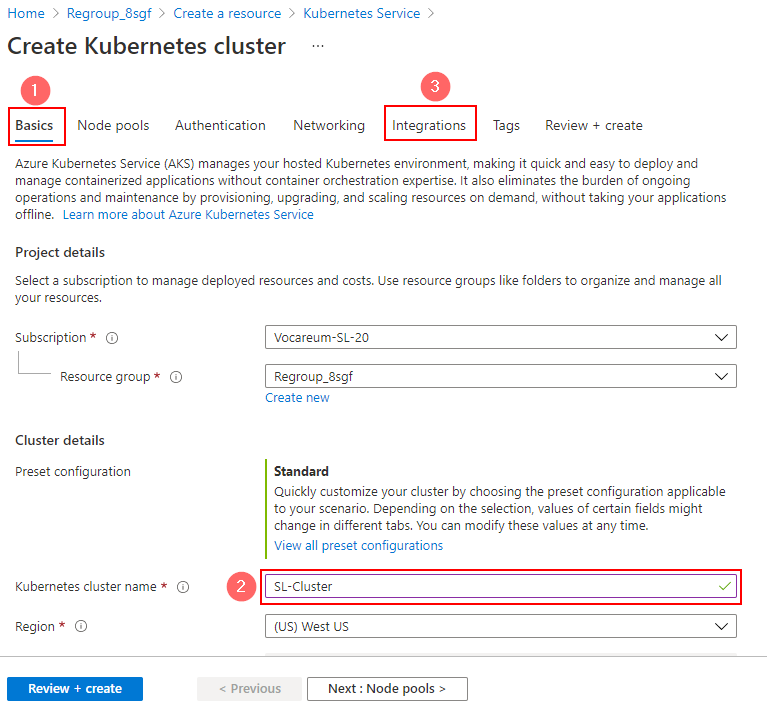 Home > Regroup_8sgf > Create a resource > Kubernetes Service >
Create Kubernetes cluster ...
1
3
Basics Node pools Authentication Networking Integrations Tags Review + create
Azure Kubernetes Service (AKS) manages your hosted Kubernetes environment, making it quick and easy to deploy and
manage containerized applications without container orchestration expertise. It also eliminates the burden of ongoing
operations and maintenance by provisioning, upgrading, and scaling resources on demand, without taking your applications
offline. Learn more about Azure Kubernetes Service
Project details
Select a subscription to manage deployed resources and costs. Use resource groups like folders to organize and manage all
your resources.
Subscription * Vocareum-SL-20
Resource group * Regroup_8sgf
Create new
Cluster details
Preset configuration Standard
Quickly customize your cluster by choosing the preset configuration applicable
to your scenario. Depending on the selection, values of certain fields might
change in different tabs. You can modify these values at any time.
View all preset configurations
Kubernetes cluster name * 2 SL-Cluster
Region * (US) West US
Review + create < Previous Next : Node pools >